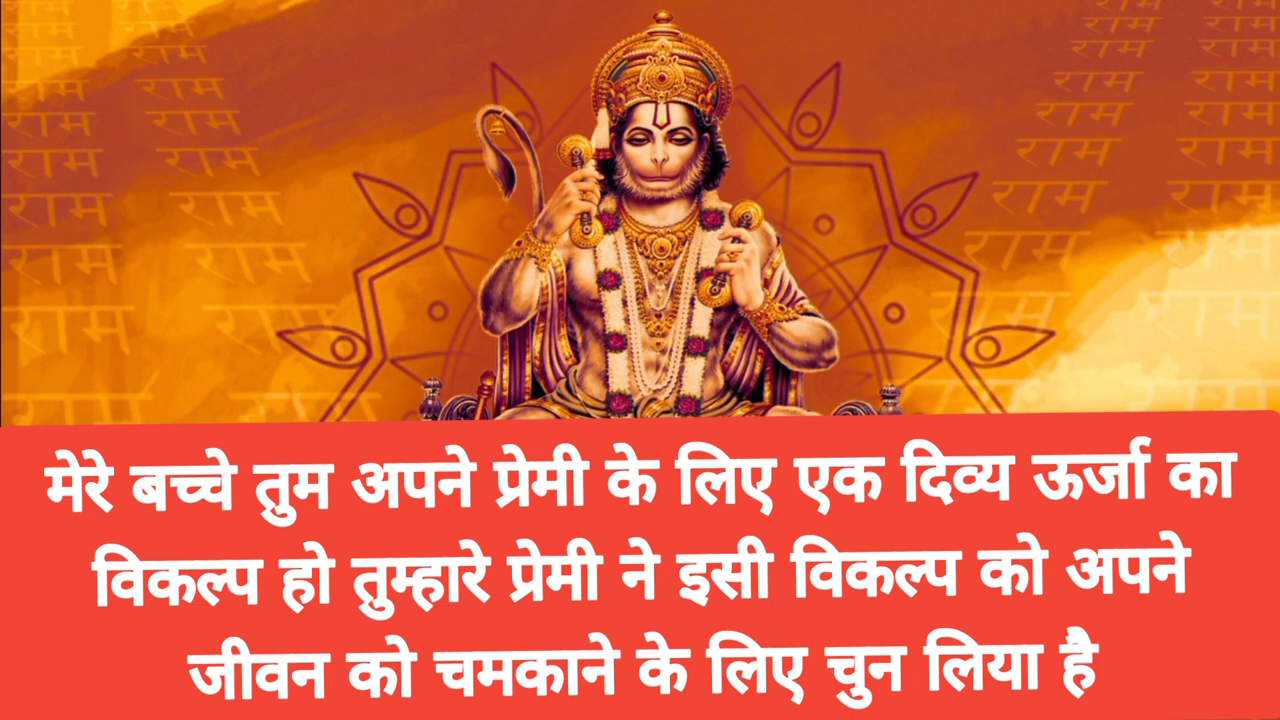 राम राम राम राम
राम राम राम राम
राम राम राम राम
राम राम राम राम
राम राम राम राम
राम राम राम राम
राम राम राम राम
राम राम राम राम
राम राम राम राम
मेरे बच्चे तुम अपने प्रेमी के लिए एक दिव्य ऊर्जा का
विकल्प हो तुम्हारे प्रेमी ने इसी विकल्प को अपने
जीवन को चमकाने के लिए चुन लिया है